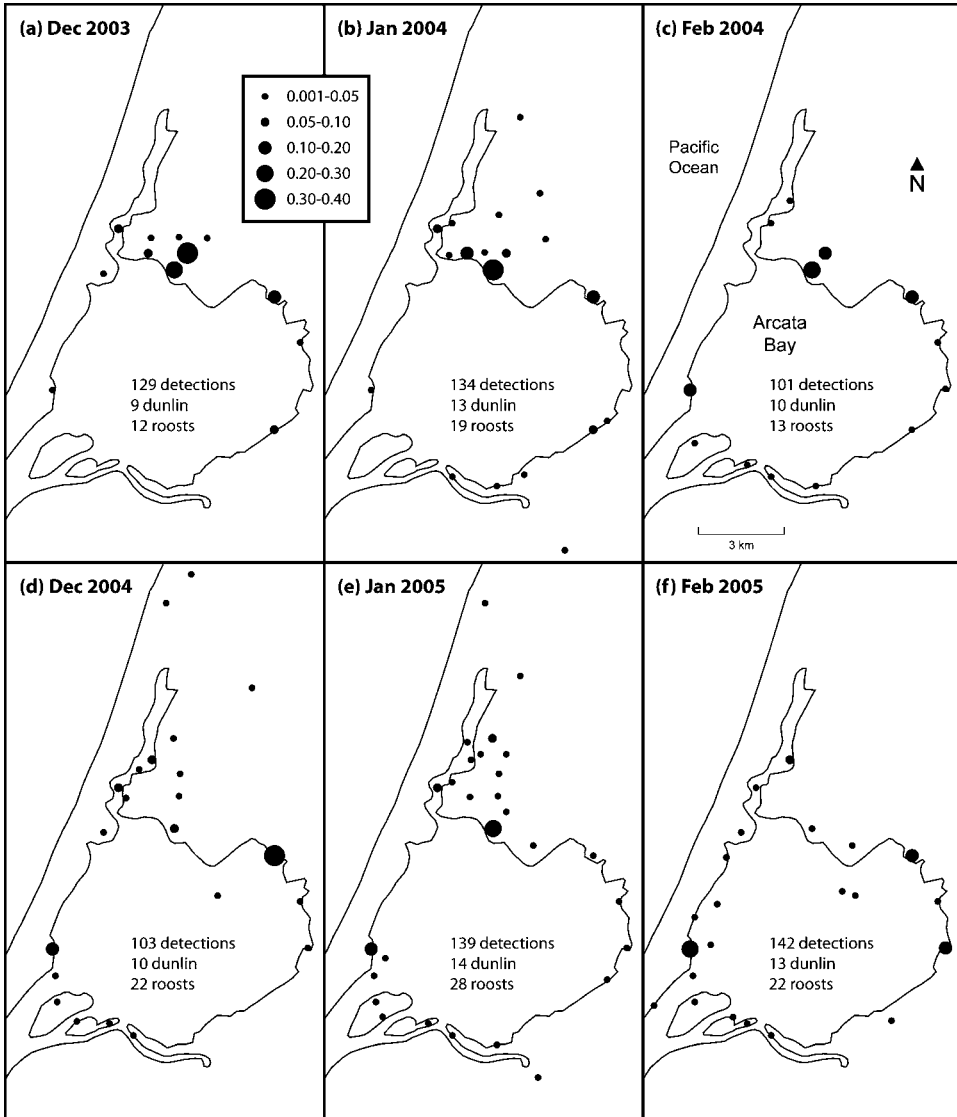 (a) Dec 2003
0.001-0.05
0.05-0.10
0.10-0.20
0.20-0.30
0.30-0.40
129 detections
9 dunlin
12 roosts
(b) Jan 2004
134 detections
13 dunlin
19 roosts
(c) Feb 2004
Pacific
Ocean
N
Arcata
Bay
101 detections
10 dunlin
13 roosts
3 km
(d) Dec 2004
103 detections
10 dunlin
22 roosts
(e) Jan 2005
139 detections
14 dunlin
28 roosts
(f) Feb 2005
142 detections
13 dunlin
22 roosts